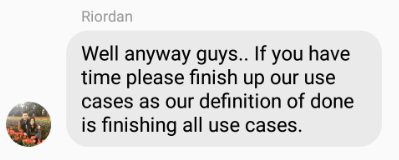 Riordan
Well anyway guys.. If you have
time please finish up our use
cases as our definition of done
is finishing all use cases.